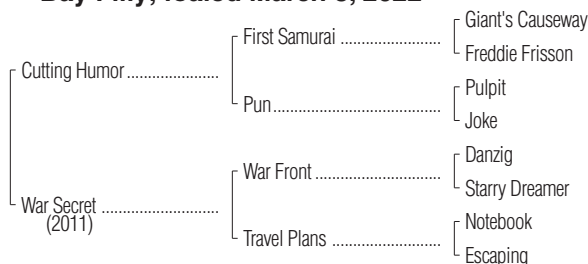 Bay Filly; foaled March 2022
Giant's Causeway
First Samurai
Freddie Frisson
Cutting Humor
Pulpit
Pun
Joke
Danzig
War Front
Starry Dreamer
War Secret
(2011)
Notebook
Travel Plans
Escaping